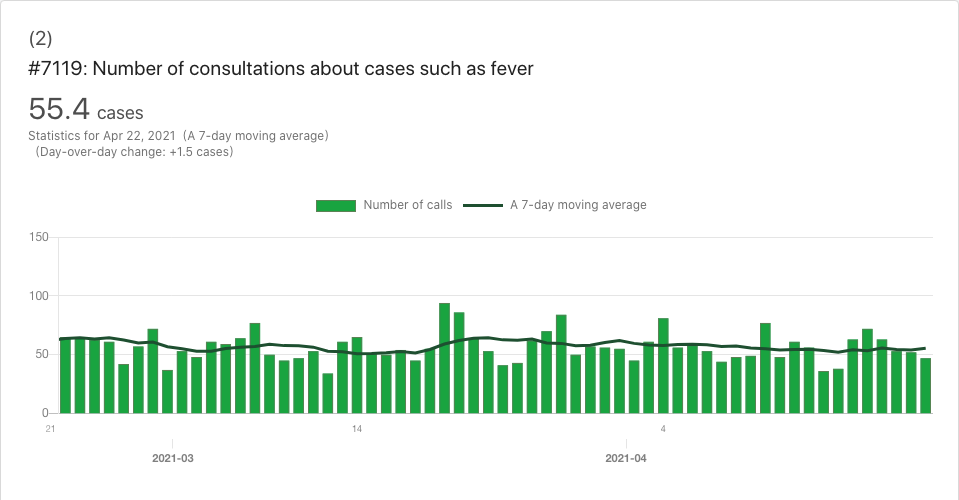 (2)
#7119: Number of consultations about cases such as fever
55.4 cases
Statistics for Apr 22, 2021 (A 7-day moving average)
(Day-over-day change: +1.5 cases)
Number of calls A 7-day moving average
150
100
50
0
21 14 4
2021-03 2021-04